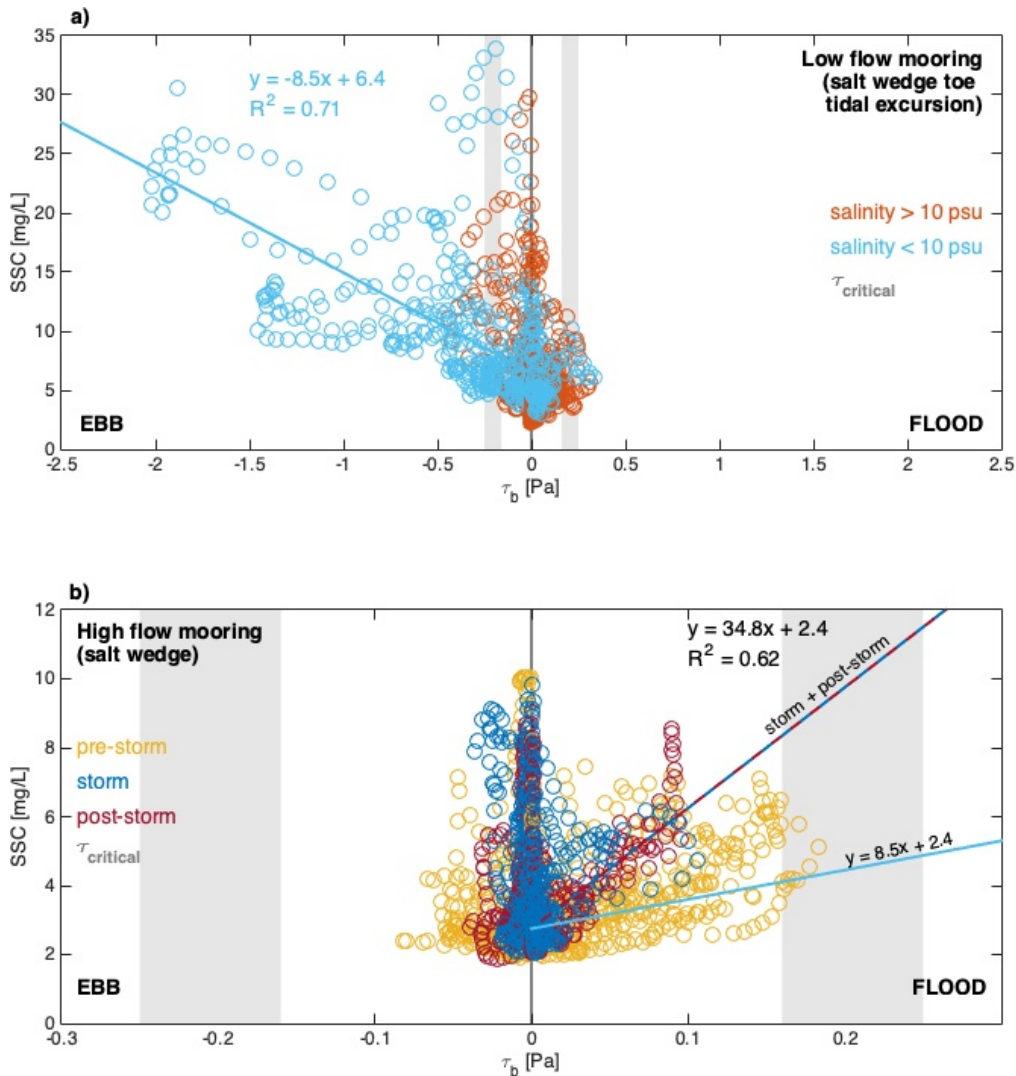 a)
35
30
25
20
15
10
5
0
SSC [mg/L]
y = -8.5x + 6.4
R² = 0.71
Low flow mooring
(salt wedge toe
tidal excursion)
salinity > 10 psu
salinity < 10 psu
τcritical
EBB
FLOOD
-2.5 -2 -1.5 -1 -0.5 0 0.5 1 1.5 2 2.5
τb [Pa]
b)
12
10
8
6
4
2
0
SSC [mg/L]
High flow mooring
(salt wedge)
y = 34.8x + 2.4
R² = 0.62
storm + post-storm
pre-storm
storm
post-storm
τcritical
y = 8.5x + 2.4
EBB
FLOOD
-0.3 -0.2 -0.1 0 0.1 0.2
τb [Pa]